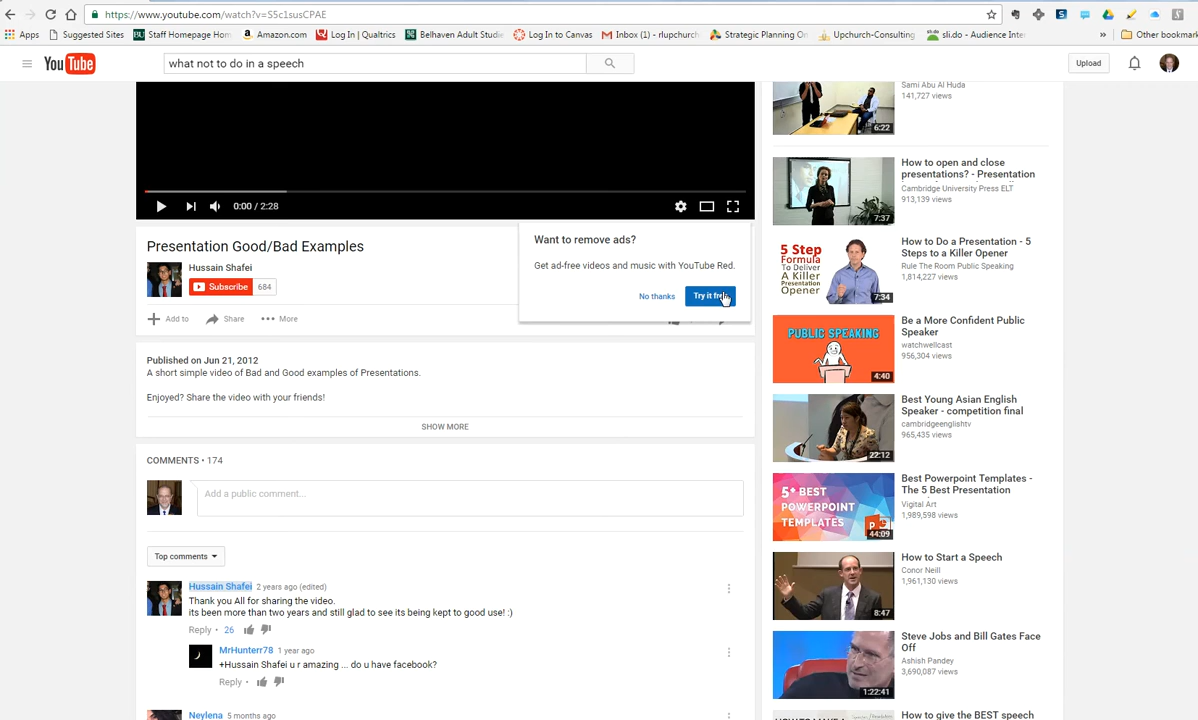 https://www.youtube.com/watch?v=S5c1susCPAE
Apps
Suggested Sites
Staff Homepage Hom
Amazon.com
Log In | Qualtrics
Belhaven Adult Studie
Log In to Canvas
Inbox (1) - rlupchurch
Strategic Planning On
Upchurch-Consulting
sli.do - Audience Inter
»
Other bookmark
YouTube
what not to do in a speech
Upload
0:00 / 2:28
Presentation Good/Bad Examples
Hussain Shafei
Subscribe
684
Add to
Share
More
Want to remove ads?
Get ad-free videos and music with YouTube Red.
No thanks
Try it
Published on Jun 21, 2012
A short simple video of Bad and Good examples of Presentations.
Enjoyed? Share the video with your friends!
SHOW MORE
COMMENTS • 174
Add a public comment...
Top comments
Hussain Shafei 2 years ago (edited)
Thank you All for sharing the video.
its been more than two years and still glad to see its being kept to good use! :)
Reply • 26
MrHunterr78 1 year ago
+Hussain Shafei u r amazing ... do u have facebook?
Reply •
Neylena 5 months ago
Sami Abu Al Huda
141,727 views
6:22
How to open and close
presentations? - Presentation
Cambridge University Press ELT
913,139 views
7:37
How to Do a Presentation - 5
Steps to a Killer Opener
Rule The Room Public Speaking
1,814,227 views
5 Step
Formula
To Deliver
A Killer
Presentation
Opener
7:34
Be a More Confident Public
Speaker
watchwellcast
956,304 views
PUBLIC SPEAKING
4:40
Best Young Asian English
Speaker - competition final
cambridgeenglishtv
965,435 views
22:12
Best Powerpoint Templates -
The 5 Best Presentation
Vigital Art
1,989,598 views
5+ BEST
POWERPOINT
TEMPLATES
44:09
How to Start a Speech
Conor Neill
1,961,130 views
8:47
Steve Jobs and Bill Gates Face
Off
Ashish Pandey
3,690,087 views
1:22:41
How to give the BEST speech